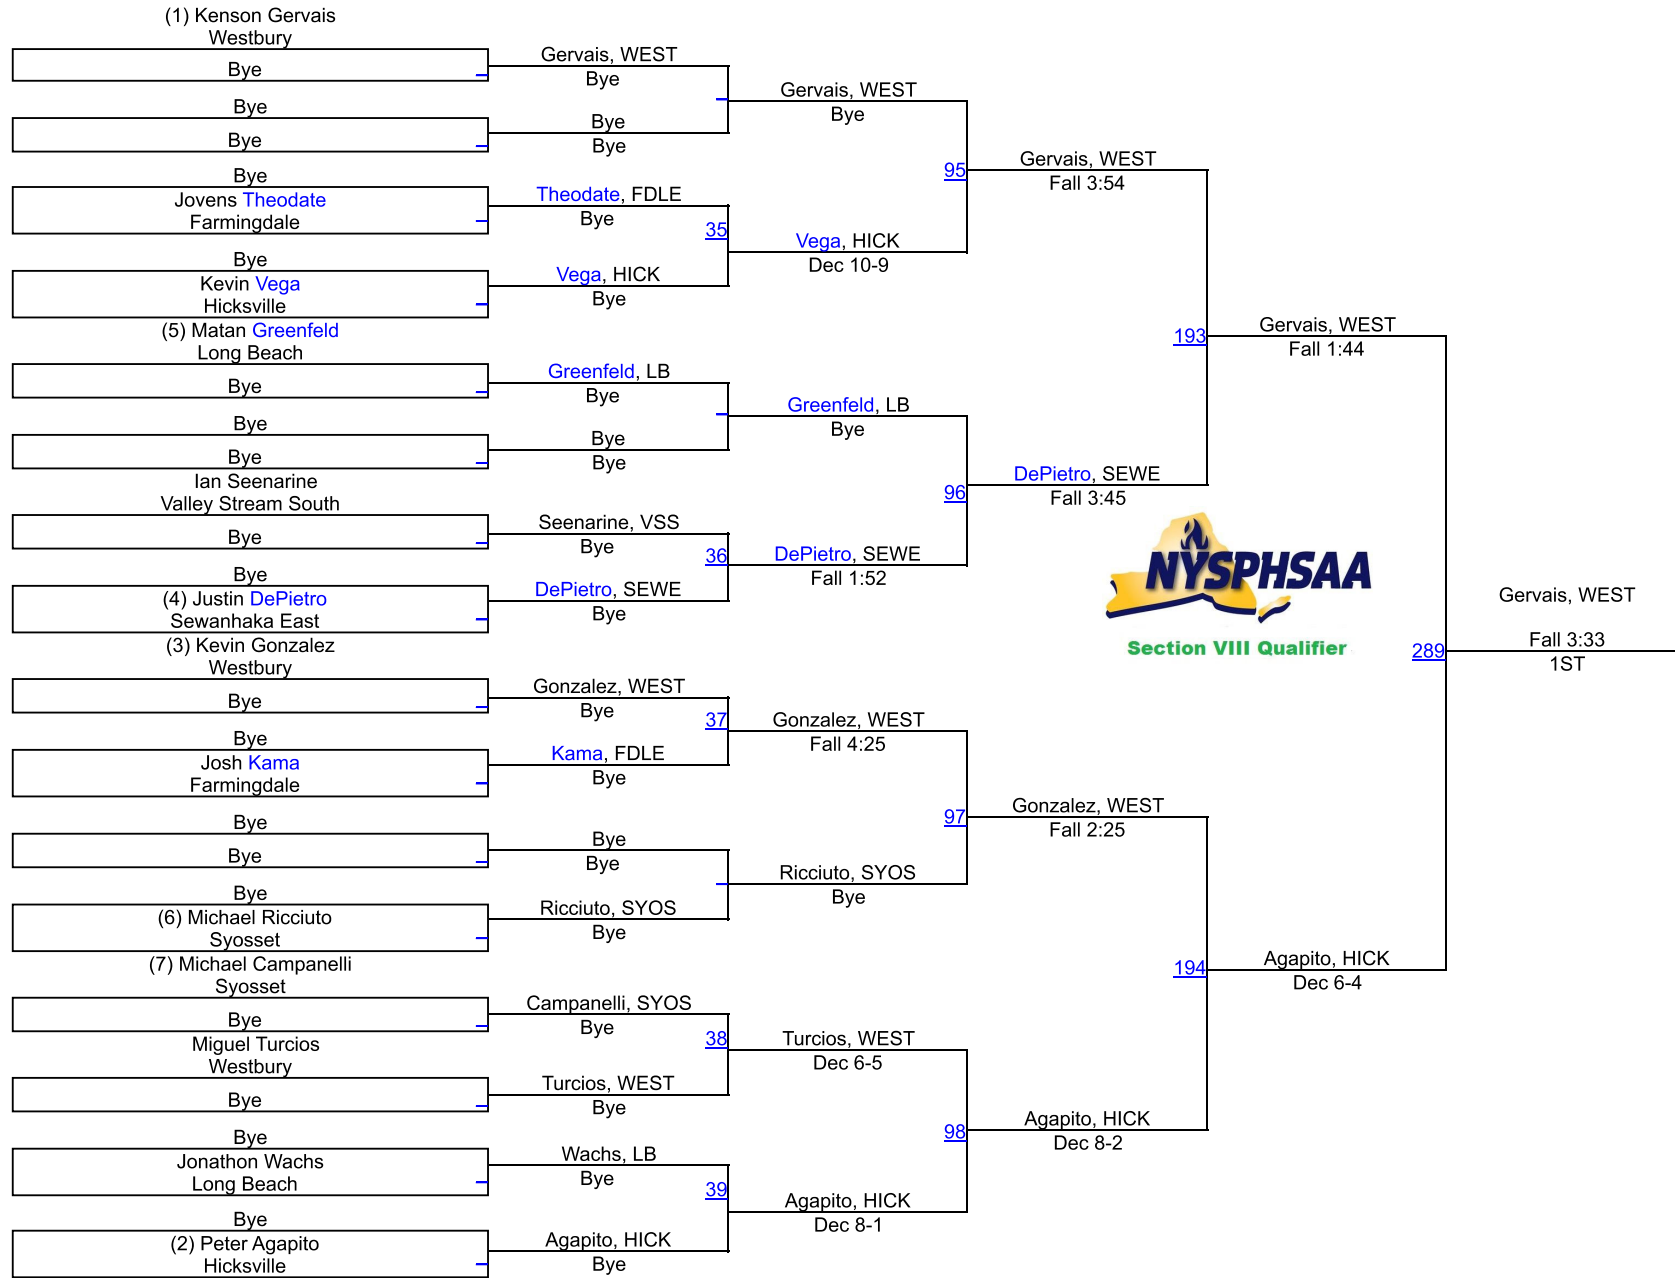 (1) Kenson Gervais
Westbury
Bye
Bye
Bye
Bye
Jovens Theodate
Farmingdale
Bye
Kevin Vega
Hicksville
(5) Matan Greenfeld
Long Beach
Bye
Bye
Bye
Ian Seenarine
Valley Stream South
Bye
Bye
(4) Justin DePietro
Sewanhaka East
(3) Kevin Gonzalez
Westbury
Bye
Bye
Josh Kama
Farmingdale
Bye
Bye
Bye
(6) Michael Ricciuto
Syosset
(7) Michael Campanelli
Syosset
Bye
Miguel Turcios
Westbury
Bye
Bye
Jonathon Wachs
Long Beach
Bye
(2) Peter Agapito
Hicksville
Gervais, WEST
Bye
Bye
Bye
Theodate, FDLE
Bye
35
Vega, HICK
Bye
Greenfeld, LB
Bye
Bye
Bye
Seenarine, VSS
Bye
36
DePietro, SEWE
Bye
Gonzalez, WEST
Bye
37
Kama, FDLE
Bye
Bye
Bye
Ricciuto, SYOS
Bye
Campanelli, SYOS
Bye
38
Turcios, WEST
Bye
Wachs, LB
Bye
39
Agapito, HICK
Bye
Gervais, WEST
Bye
95
Vega, HICK
Dec 10-9
Greenfeld, LB
Bye
96
DePietro, SEWE
Fall 1:52
Gonzalez, WEST
Fall 4:25
97
Ricciuto, SYOS
Bye
Turcios, WEST
Dec 6-5
98
Agapito, HICK
Dec 8-1
Gervais, WEST
Fall 3:54
193
DePietro, SEWE
Fall 3:45
Gonzalez, WEST
Fall 2:25
194
Agapito, HICK
Dec 8-2
Gervais, WEST
Fall 1:44
NYSPHSAA
Section VIII Qualifier
289
Agapito, HICK
Dec 6-4
Gervais, WEST
Fall 3:33
1ST